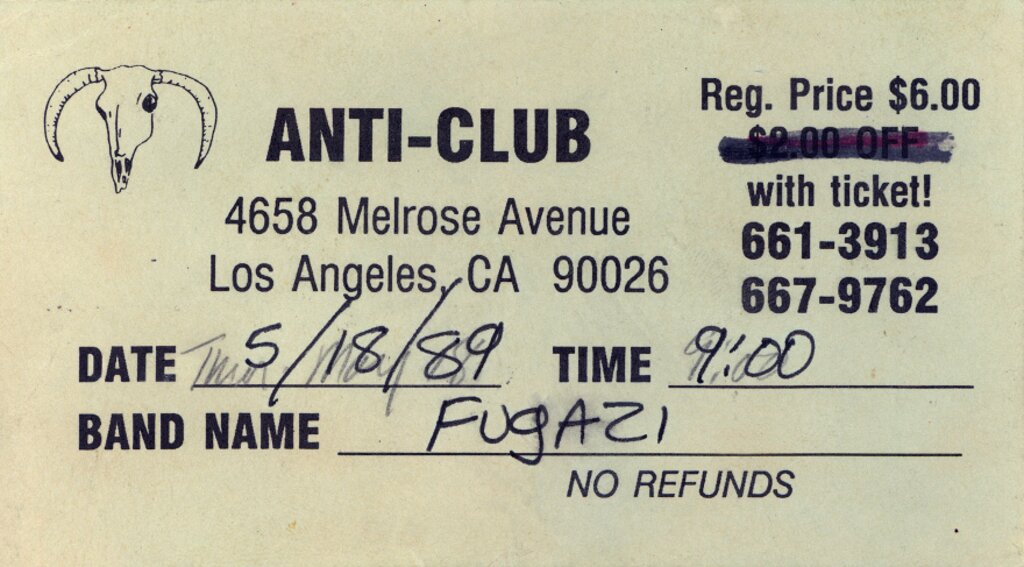 ANTI-CLUB
4658 Melrose Avenue
Los Angeles, CA 90026
Reg. Price $6.00
$2.00 OFF
with ticket!
661-3913
667-9762
DATE 5/18/89 TIME 9:00
BAND NAME FUgAZI
NO REFUNDS